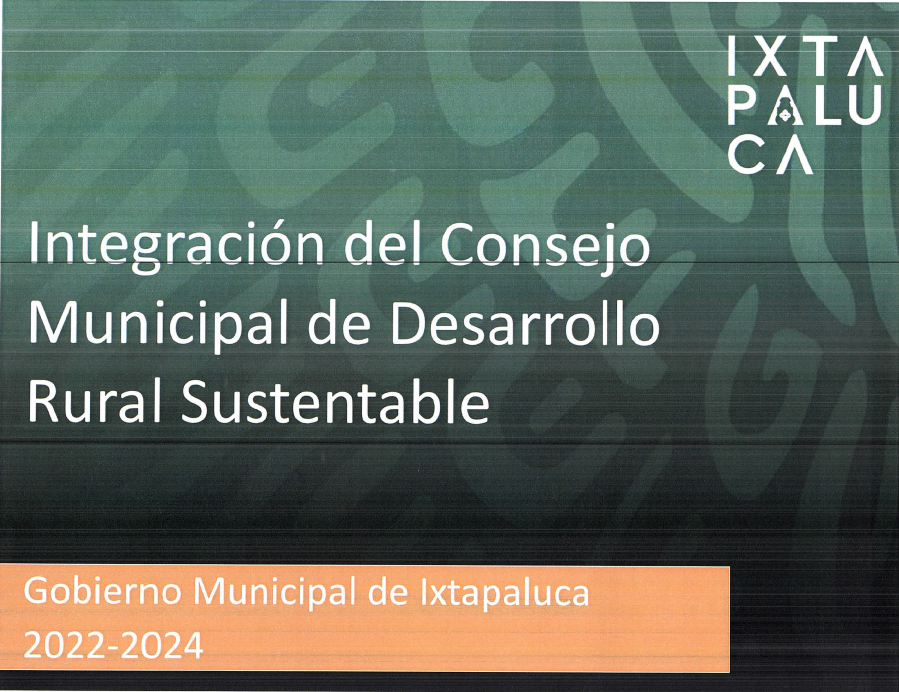 IXTA
PALU
CA
Integración del Consejo
Municipal de Desarrollo
Rural Sustentable
Gobierno Municipal de Ixtapaluca
2022-2024